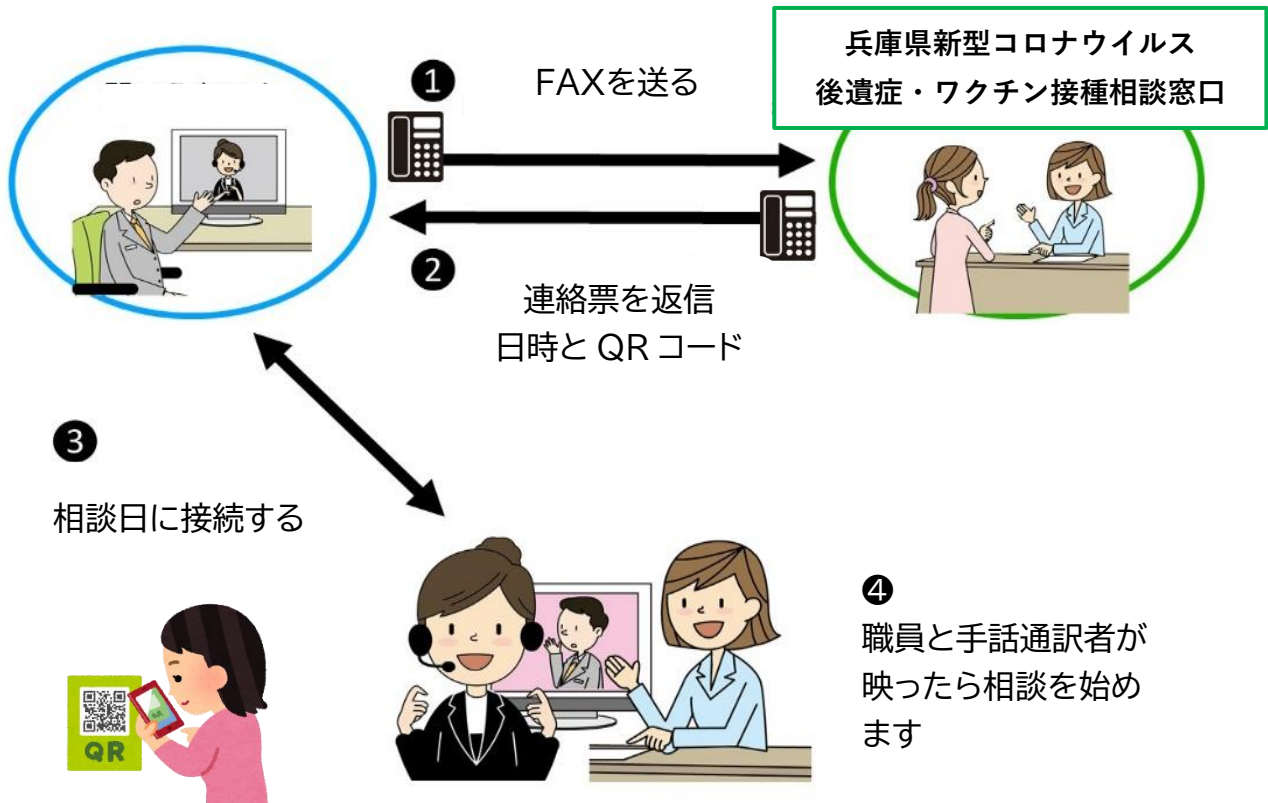 兵庫県新型コロナウイルス
後遺症・ワクチン接種相談窓口
❶
FAXを送る
❷
連絡票を返信
日時と QR コード
❸
相談日に接続する
QR
❹
職員と手話通訳者が
映ったら相談を始め
ます